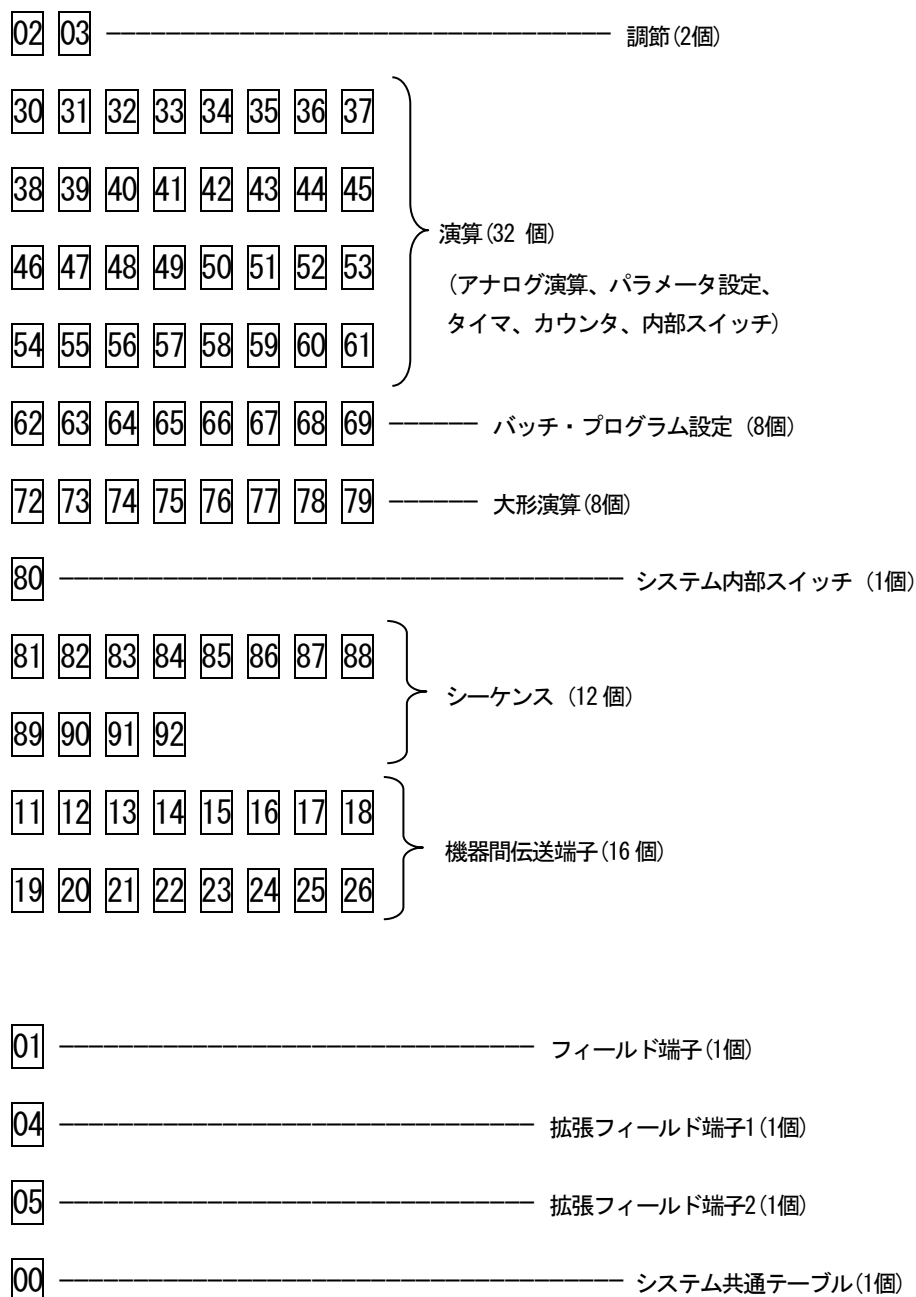 02 03 調節(2個)
30 31 32 33 34 35 36 37
38 39 40 41 42 43 44 45
演算(32 個)
46 47 48 49 50 51 52 53
(アナログ演算、パラメータ設定、
タイマ、カウンタ、内部スイッチ)
54 55 56 57 58 59 60 61
62 63 64 65 66 67 68 69 バッチ・プログラム設定 (8個)
72 73 74 75 76 77 78 79 大形演算(8個)
80 システム内部スイッチ (1個)
81 82 83 84 85 86 87 88
シーケンス (12 個)
89 90 91 92
11 12 13 14 15 16 17 18
機器間伝送端子(16 個)
19 20 21 22 23 24 25 26
01 フィールド端子(1個)
04 拡張フィールド端子1(1個)
05 拡張フィールド端子2(1個)
00 システム共通テーブル(1個)